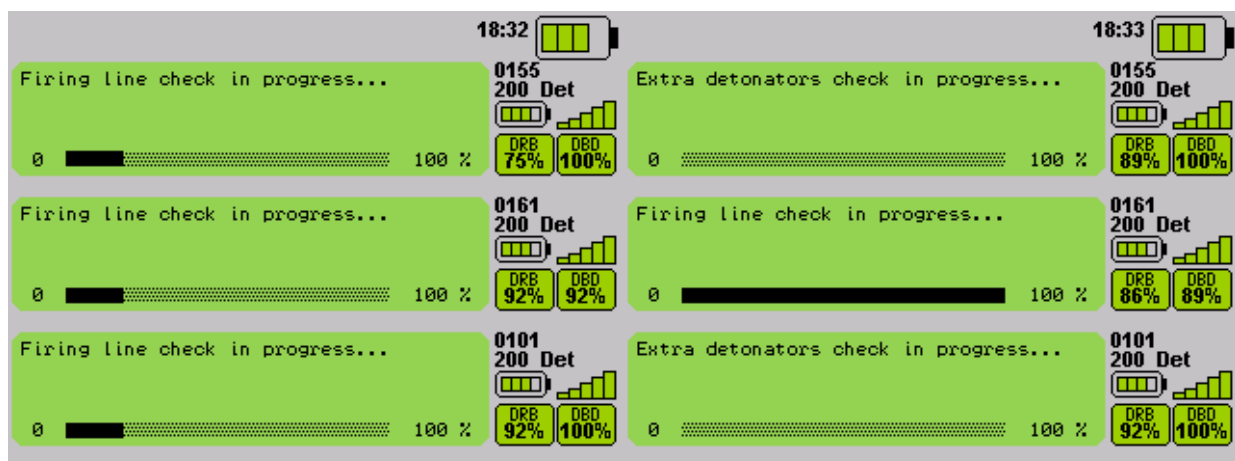 18:32
Firing line check in progress...
0155
200 Det
DRB DBD
75% 100%
0 100 %
Firing line check in progress...
0161
200 Det
DRB DBD
92% 92%
0 100 %
Firing line check in progress...
0101
200 Det
DRB DBD
92% 100%
0 100 %
18:33
Extra detonators check in progress...
0155
200 Det
DRB DBD
89% 100%
0 100 %
Firing line check in progress...
0161
200 Det
DRB DBD
86% 89%
0 100 %
Extra detonators check in progress...
0101
200 Det
DRB DBD
92% 100%
0 100 %